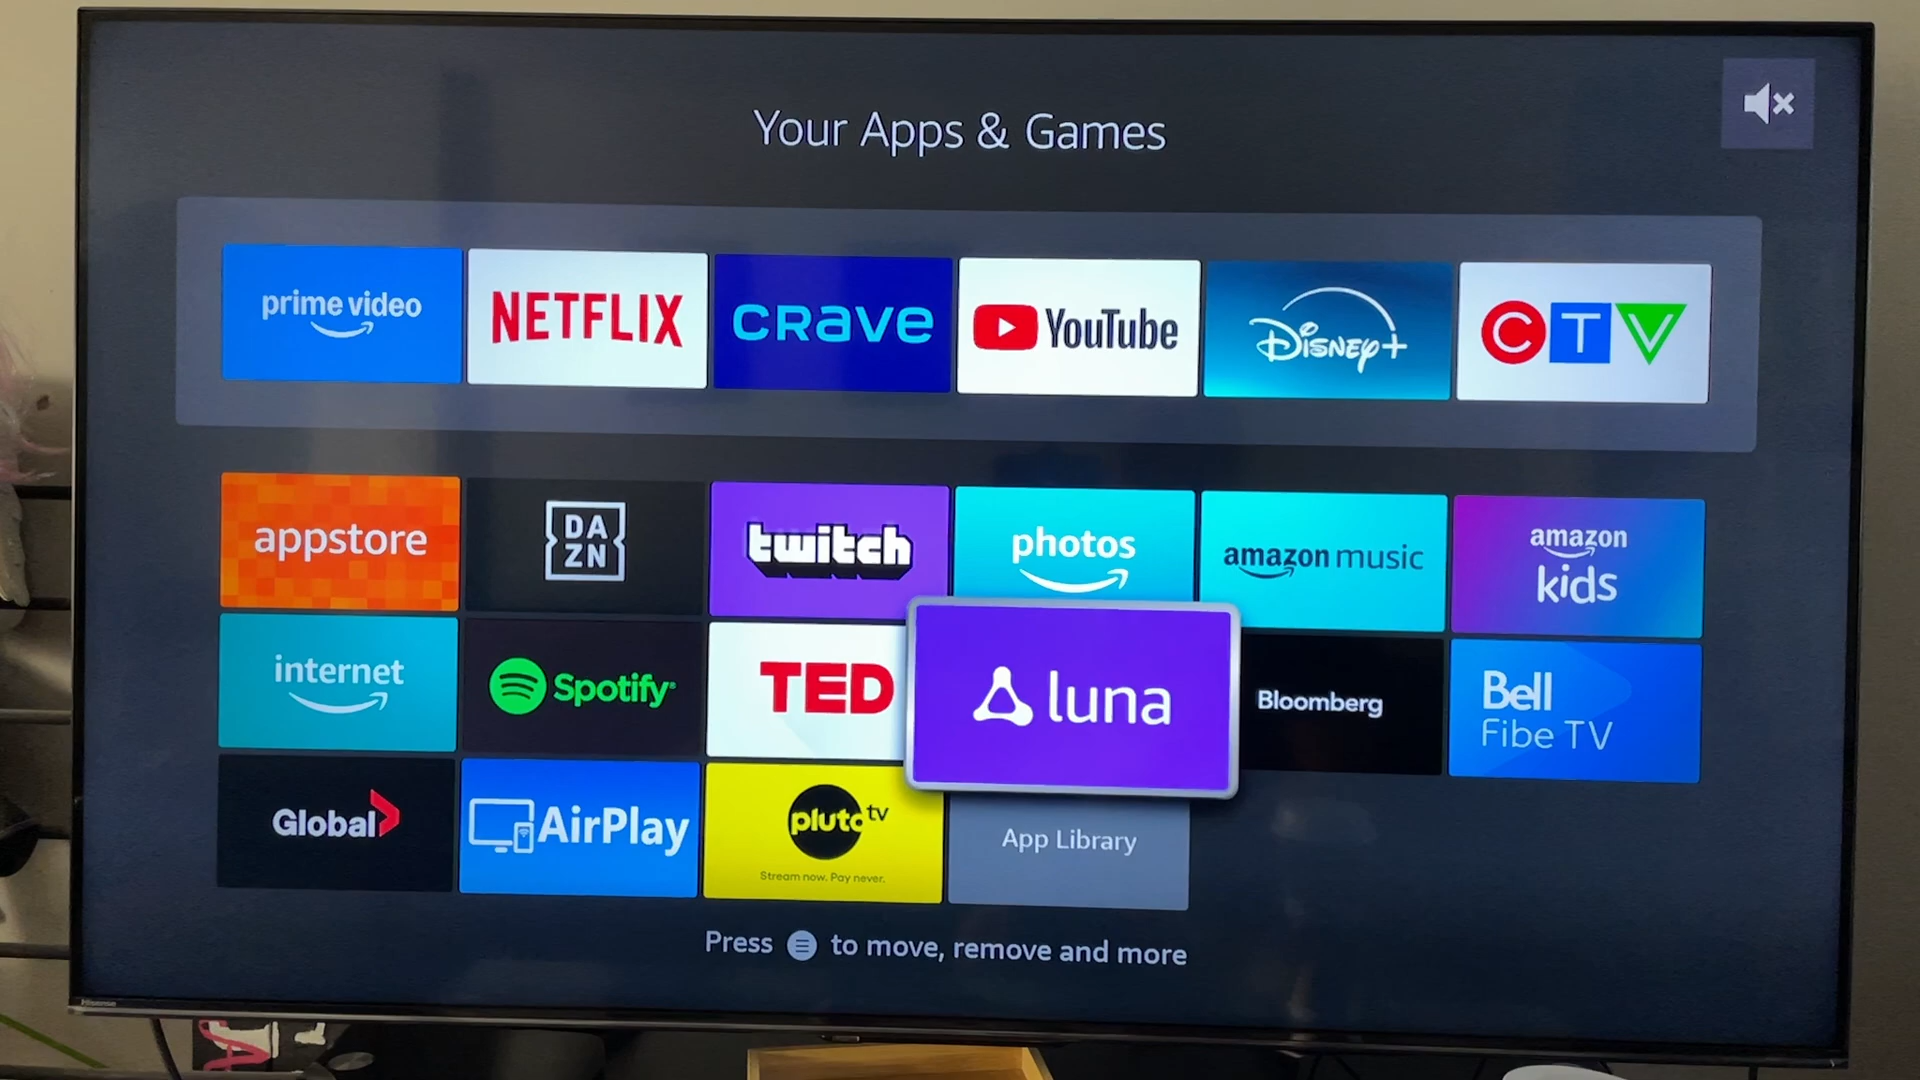 Your Apps & Games
prime video
NETFLIX
CRAVE
YouTube
Disney+
CTV
appstore
DA
ZN
twitch
photos
amazon music
amazon
kids
internet
Spotify
TED
luna
Bloomberg
Bell
Fibe TV
Global
AirPlay
pluto tv
Stream now. Pay never.
App Library
Press to move, remove and more
Hisense